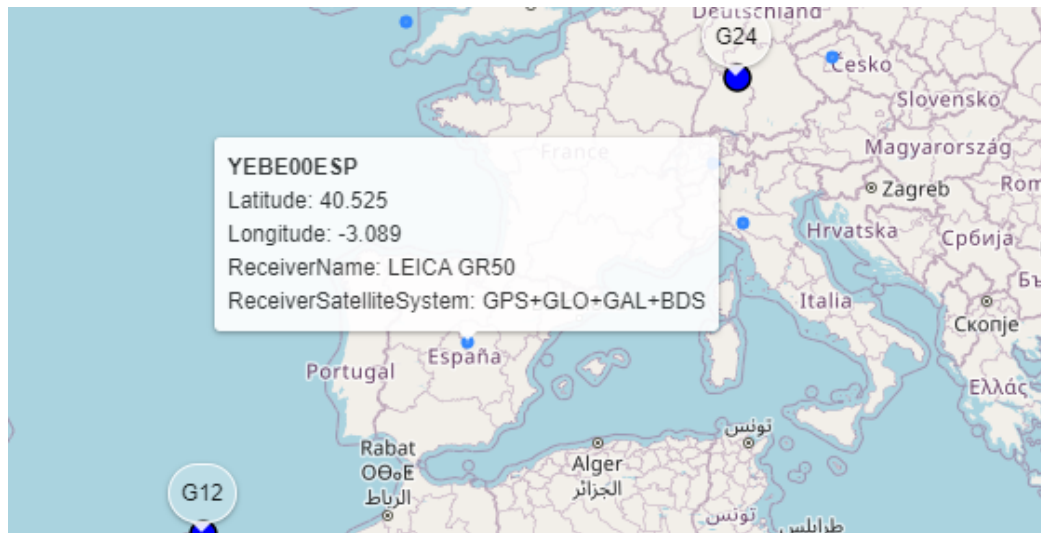 Deutschland
G24
Česko
Slovensko
France
Magyarország
YEBE00ESP
Latitude: 40.525
Longitude: -3.089
ReceiverName: LEICA GR50
ReceiverSatelliteSystem: GPS+GLO+GAL+BDS
Zagreb
Rom
Hrvatska
Србија
Бъ
Italia
Скопје
España
Portugal
Ελλάς
تونس
Rabat
ⵔⴱⴰⵟ
الرباط
Alger
الجزائر
G12
تونس
طرابلس